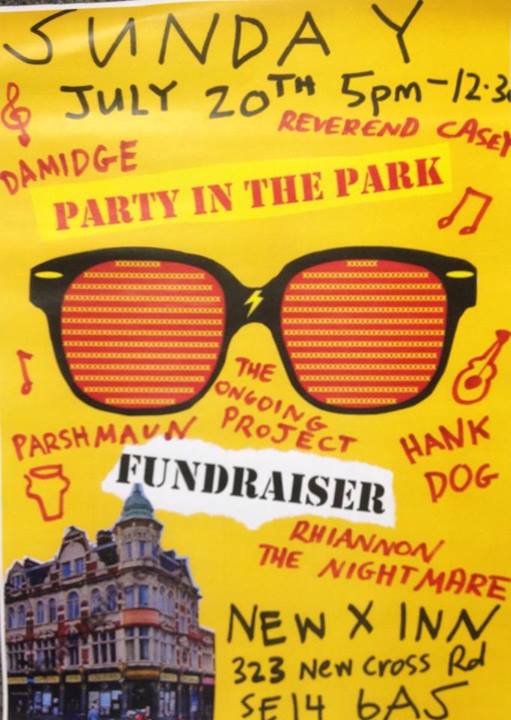 SUNDAY
JULY 20TH 5pm-12·30
REVEREND CASEY
DAMIDGE
PARTY IN THE PARK
THE
ONGOING
PROJECT
PARSHMAUN
HANK
DOG
FUNDRAISER
RHIANNON
THE NIGHTMARE
NEW X INN
323 New Cross Rd
SE14 6AS